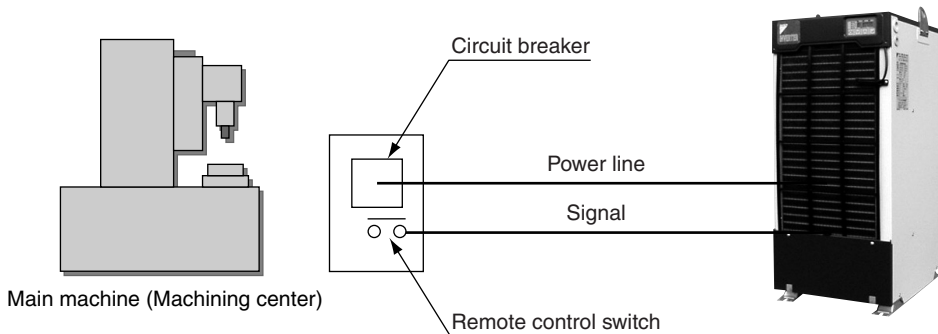 Circuit breaker
Power line
Signal
Main machine (Machining center)
Remote control switch